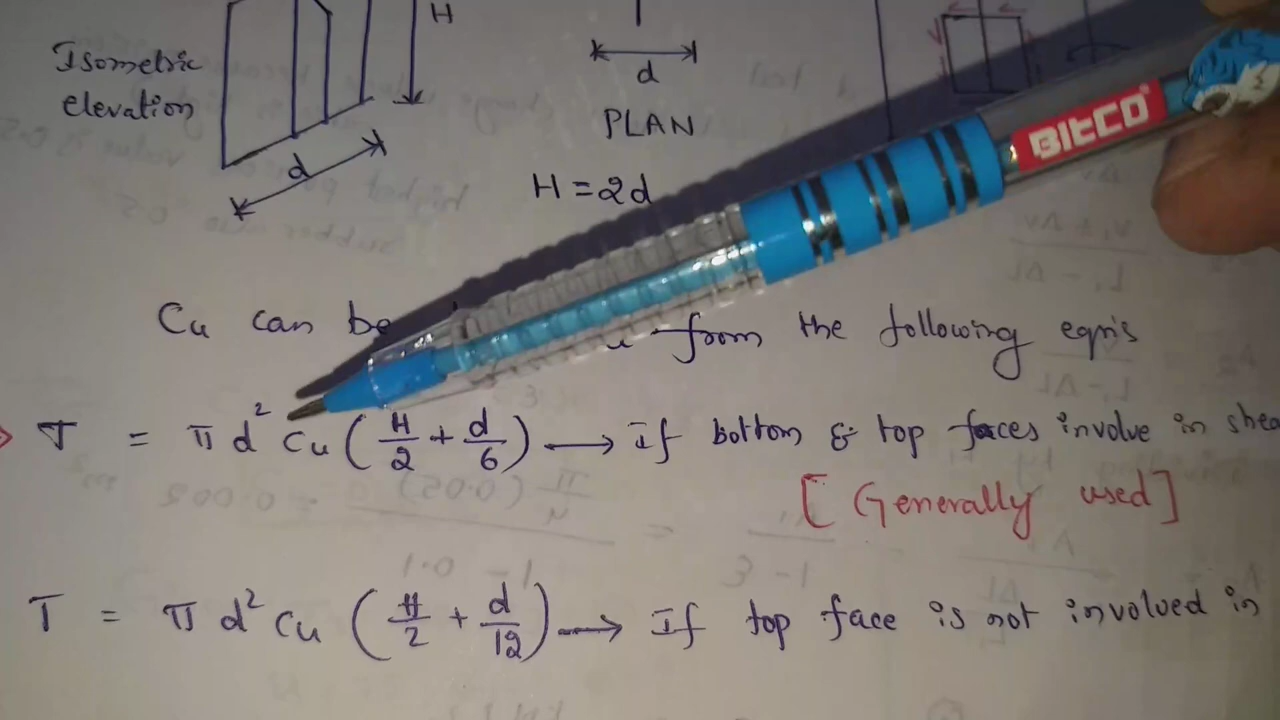 H
Isometric
elevation
d
d
PLAN
H = 2d
BITCO
Cu can be from the following eqn's
T = π d² Cu ( H/2 + d/6 ) → If bottom & top faces involve in shea
[ Generally used ]
T = π d² Cu ( H/2 + d/12 ) → If top face is not involved in